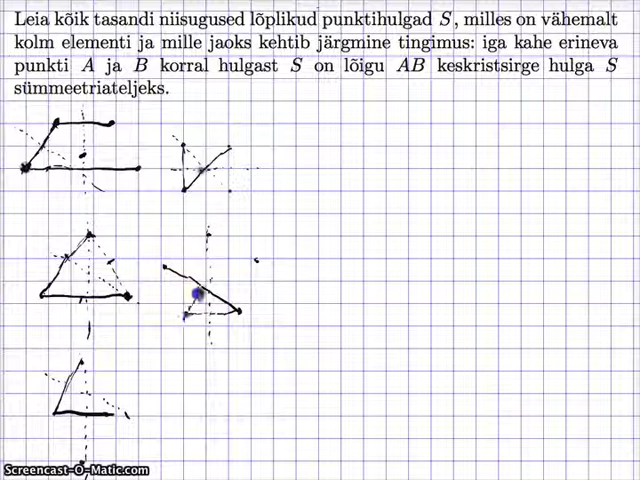 Leia kõik tasandi niisugused lõplikud punktihulgad S, milles on vähemalt
kolm elementi ja mille jaoks kehtib järgmine tingimus: iga kahe erineva
punkti A ja B korral hulgast S on lõigu AB keskristsirge hulga S
sümmeetriateljeks.
Screencast-O-Matic.com